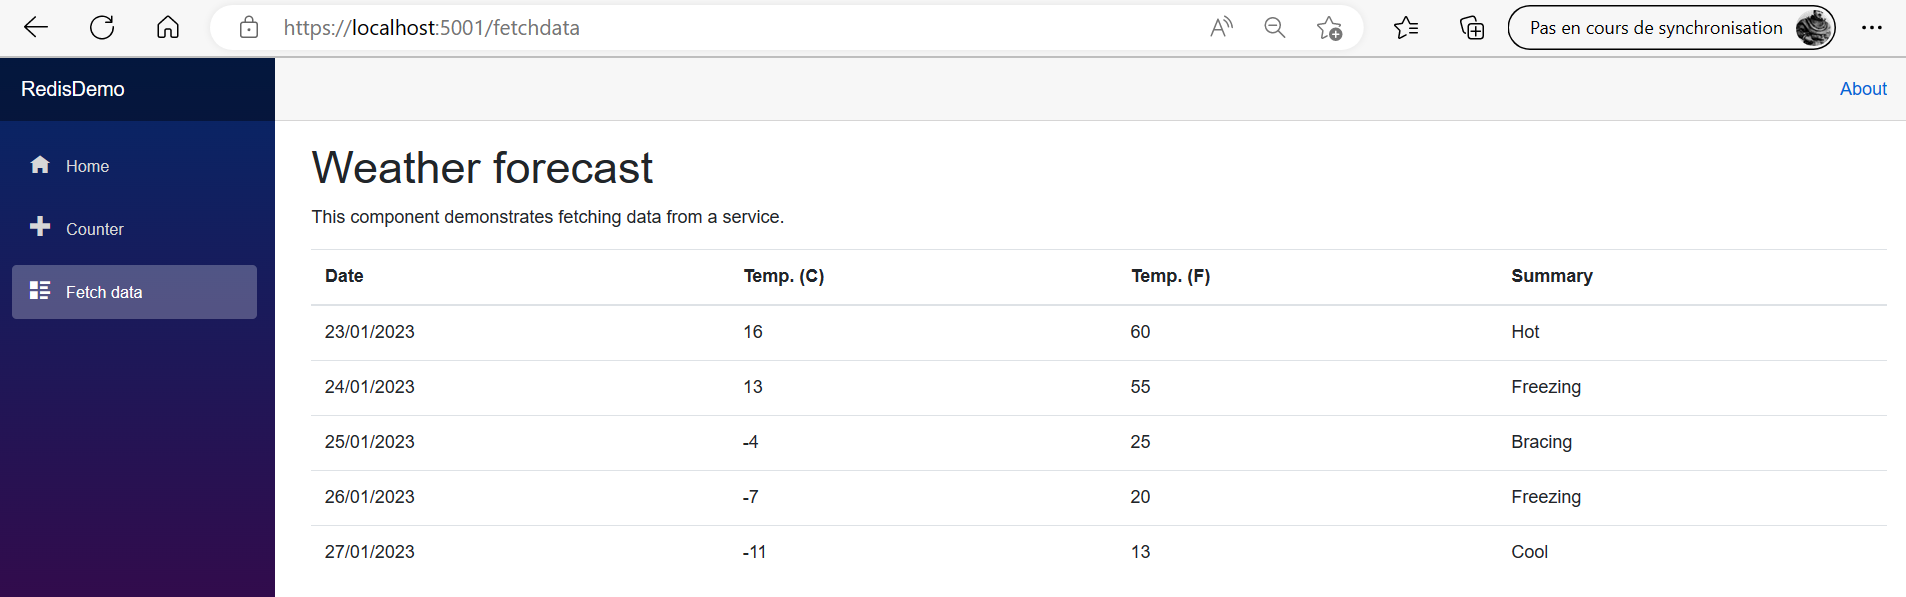 https://localhost:5001/fetchdata
Pas en cours de synchronisation
RedisDemo
About
Home
Counter
Fetch data
Weather forecast
This component demonstrates fetching data from a service.
Date Temp. (C) Temp. (F) Summary
23/01/2023 16 60 Hot
24/01/2023 13 55 Freezing
25/01/2023 -4 25 Bracing
26/01/2023 -7 20 Freezing
27/01/2023 -11 13 Cool